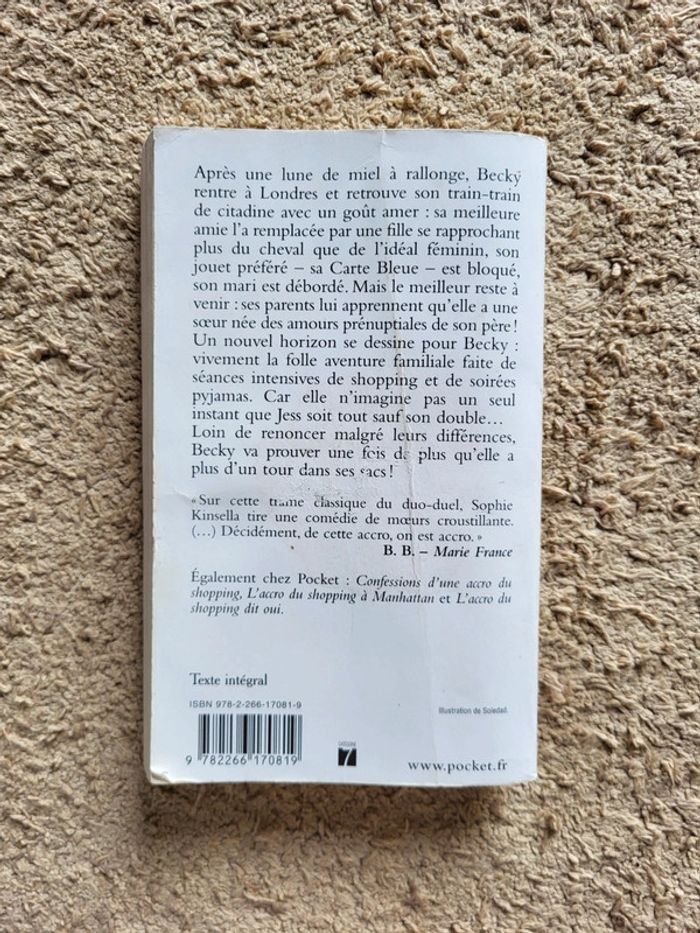 Après une lune de miel à rallonge, Becky
rentre à Londres et retrouve son train-train
de citadine avec un goût amer : sa meilleure
amie l'a remplacée par une fille se rapprochant
plus du cheval que de l'idéal féminin, son
jouet préféré – sa Carte Bleue – est bloqué,
son mari est débordé. Mais le meilleur reste à
venir : ses parents lui apprennent qu'elle a une
sœur née des amours prénuptiales de son père !
Un nouvel horizon se dessine pour Becky :
vivement la folle aventure familiale faite de
séances intensives de shopping et de soirées
pyjamas. Car elle n'imagine pas un seul
instant que Jess soit tout sauf son double…
Loin de renoncer malgré leurs différences,
Becky va prouver une fois de plus qu'elle a
plus d'un tour dans ses sacs !
« Sur cette trame classique du duo-duel, Sophie
Kinsella tire une comédie de mœurs croustillante.
(…) Décidément, de cette accro, on est accro. »
B. B. – Marie France
Également chez Pocket : Confessions d'une accro du
shopping, L'accro du shopping à Manhattan et L'accro du
shopping dit oui.
Texte intégral
ISBN 978-2-266-17081-9
Illustration de Soledad.
9 782266 170819
CATÉGORIE
7
www.pocket.fr